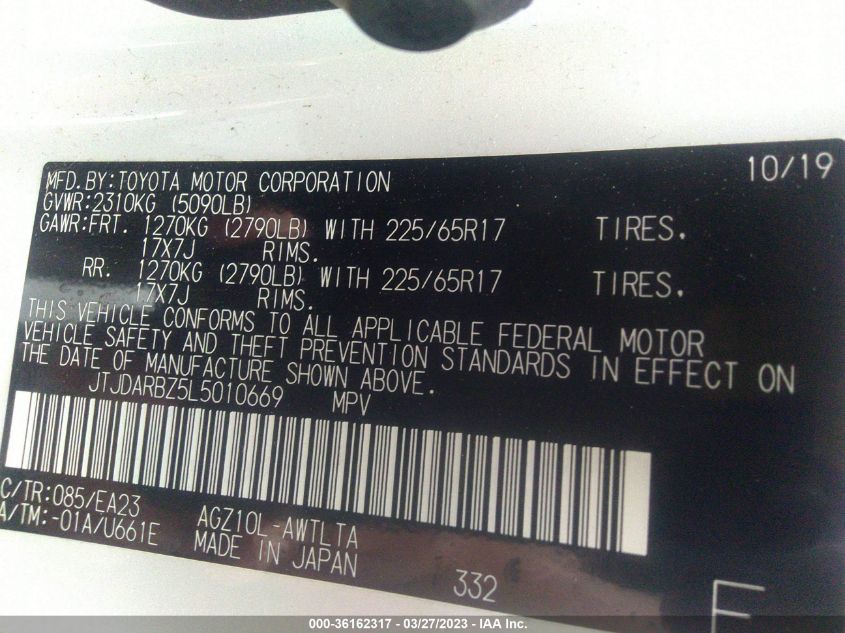 MFD.BY:TOYOTA MOTOR CORPORATION 10/19
GVWR:2310KG (5090LB)
GAWR:FRT. 1270KG (2790LB) WITH 225/65R17 TIRES.
17X7J RIMS.
RR. 1270KG (2790LB) WITH 225/65R17 TIRES.
17X7J RIMS.
THIS VEHICLE CONFORMS TO ALL APPLICABLE FEDERAL MOTOR
VEHICLE SAFETY AND THEFT PREVENTION STANDARDS IN EFFECT ON
THE DATE OF MANUFACTURE SHOWN ABOVE.
JTJDARBZ5L5010669 MPV
C/TR:085/EA23
A/TM:-01A/U661E AGZ10L-AWTLTA
MADE IN JAPAN
332
000-36162317 - 03/27/2023 - IAA Inc.